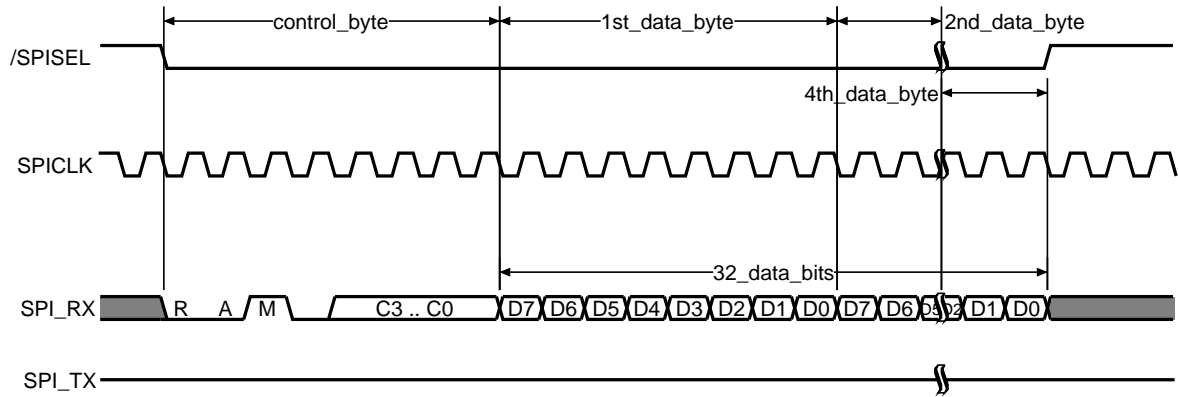 control_byte 1st_data_byte 2nd_data_byte
/SPISEL
4th_data_byte
SPICLK
32_data_bits
SPI_RX R A M C3 .. C0 D7 D6 D5 D4 D3 D2 D1 D0 D7 D6 D5 D2 D1 D0
SPI_TX